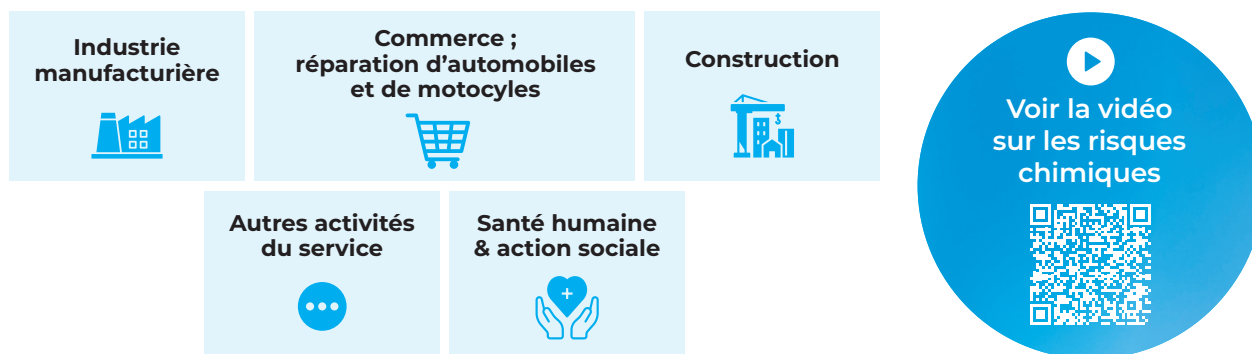 Industrie
manufacturière
Commerce ;
réparation d’automobiles
et de motocyles
Construction
Autres activités
du service
Santé humaine
& action sociale
Voir la vidéo
sur les risques
chimiques